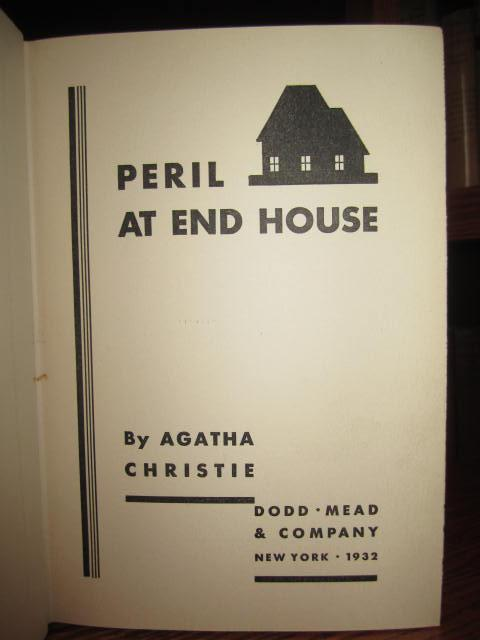 PERIL
AT END HOUSE
By AGATHA
CHRISTIE
DODD · MEAD
& COMPANY
NEW YORK · 1932